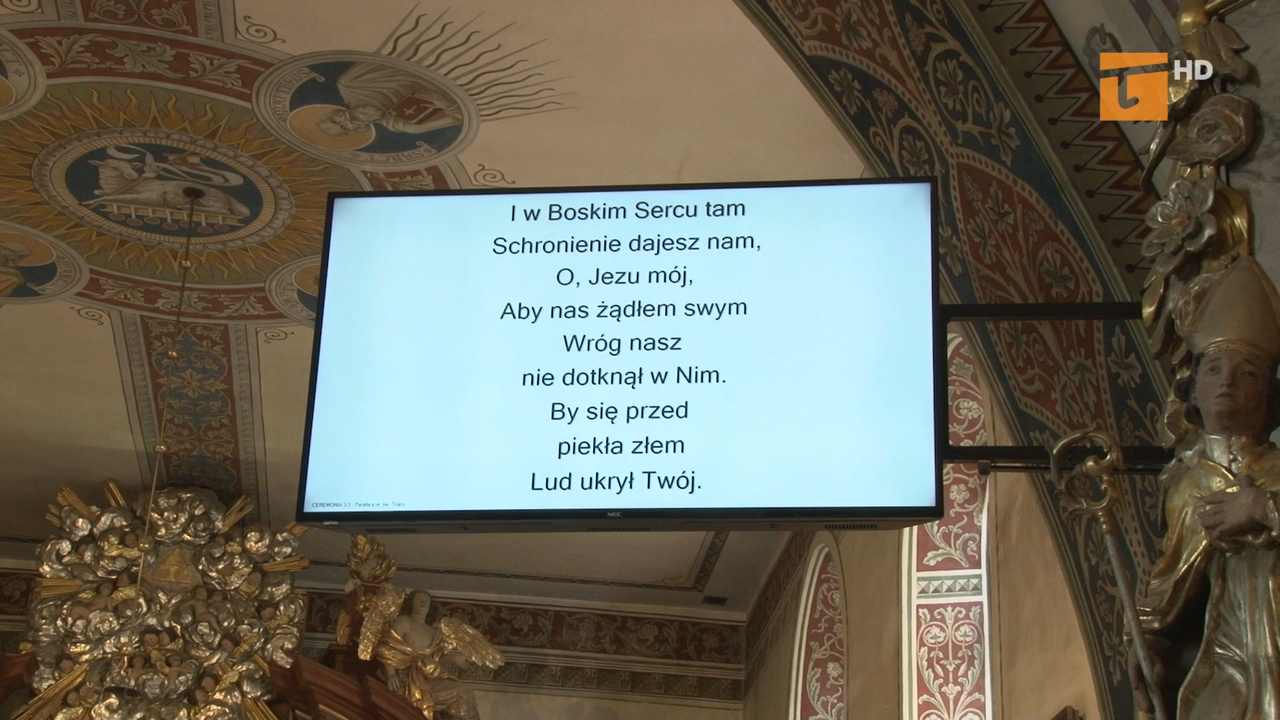 HD
I w Boskim Sercu tam
Schronienie dajesz nam,
O, Jezu mój,
Aby nas żądłem swym
Wróg nasz
nie dotknął w Nim.
By się przed
piekła złem
Lud ukrył Twój.
NEC